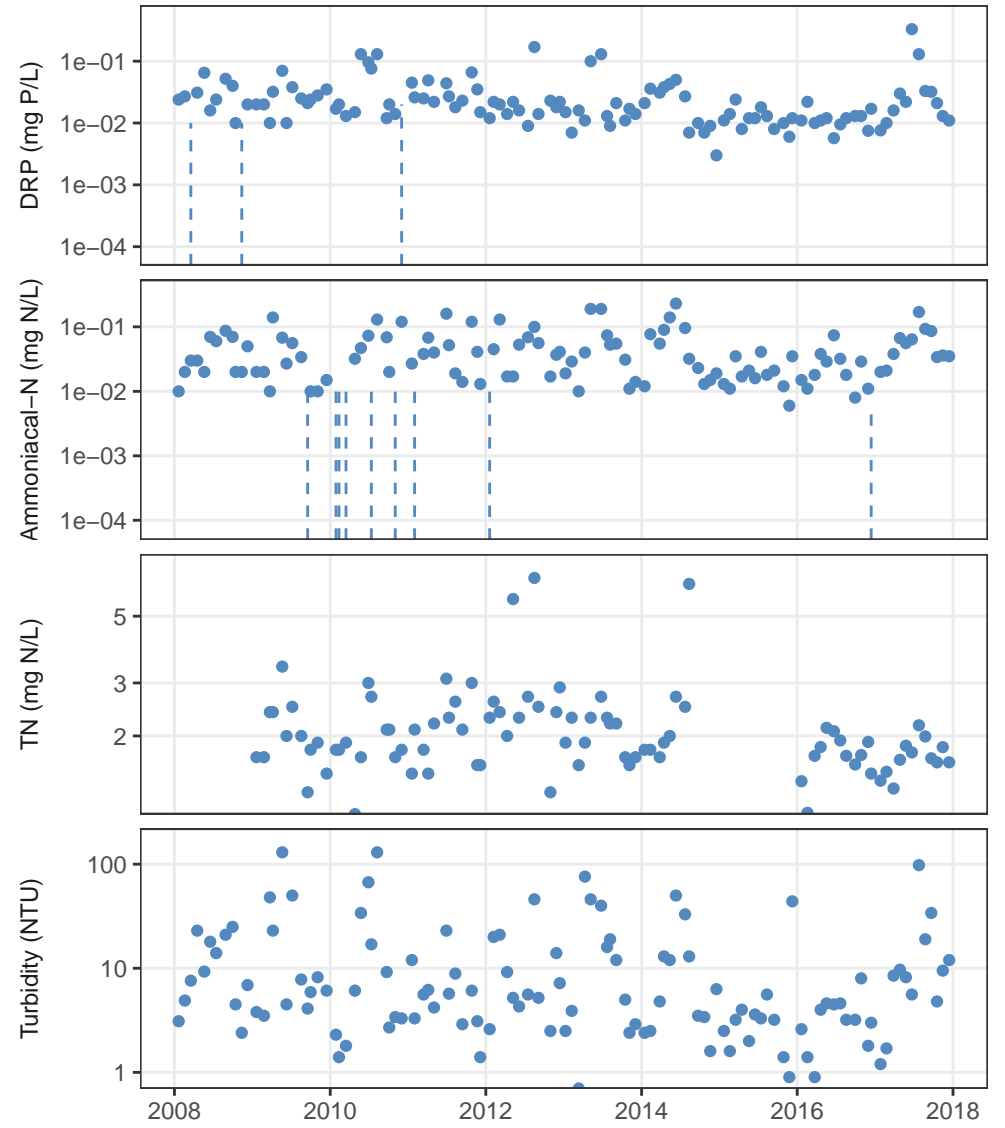 DRP (mg P/L)
1e−01
1e−02
1e−03
1e−04
Ammoniacal−N (mg N/L)
1e−01
1e−02
1e−03
1e−04
TN (mg N/L)
5
3
2
Turbidity (NTU)
100
10
1
2008 2010 2012 2014 2016 2018